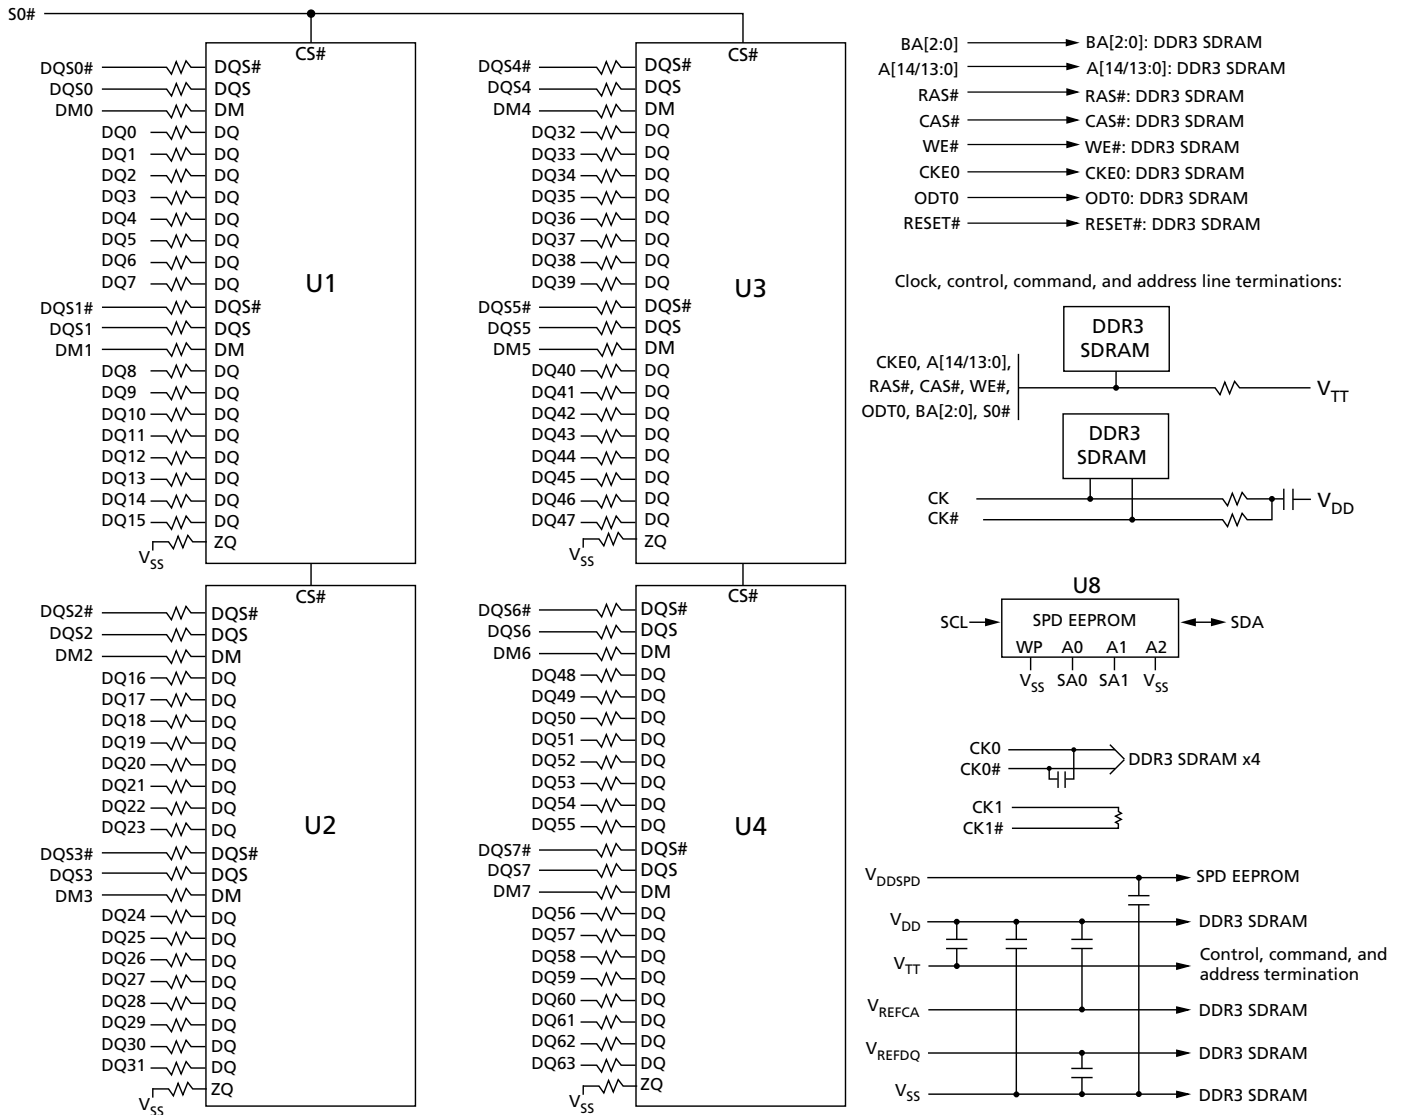 S0#
CS#
DQS0# DQS#
DQS0 DQS
DM0 DM
DQ0 DQ
DQ1 DQ
DQ2 DQ
DQ3 DQ
DQ4 DQ
DQ5 DQ
DQ6 DQ
DQ7 DQ
U1
DQS1# DQS#
DQS1 DQS
DM1 DM
DQ8 DQ
DQ9 DQ
DQ10 DQ
DQ11 DQ
DQ12 DQ
DQ13 DQ
DQ14 DQ
DQ15 DQ
VSS ZQ
CS#
DQS2# DQS#
DQS2 DQS
DM2 DM
DQ16 DQ
DQ17 DQ
DQ18 DQ
DQ19 DQ
DQ20 DQ
DQ21 DQ
DQ22 DQ
DQ23 DQ
U2
DQS3# DQS#
DQS3 DQS
DM3 DM
DQ24 DQ
DQ25 DQ
DQ26 DQ
DQ27 DQ
DQ28 DQ
DQ29 DQ
DQ30 DQ
DQ31 DQ
VSS ZQ
CS#
DQS4# DQS#
DQS4 DQS
DM4 DM
DQ32 DQ
DQ33 DQ
DQ34 DQ
DQ35 DQ
DQ36 DQ
DQ37 DQ
DQ38 DQ
DQ39 DQ
U3
DQS5# DQS#
DQS5 DQS
DM5 DM
DQ40 DQ
DQ41 DQ
DQ42 DQ
DQ43 DQ
DQ44 DQ
DQ45 DQ
DQ46 DQ
DQ47 DQ
VSS ZQ
CS#
DQS6# DQS#
DQS6 DQS
DM6 DM
DQ48 DQ
DQ49 DQ
DQ50 DQ
DQ51 DQ
DQ52 DQ
DQ53 DQ
DQ54 DQ
DQ55 DQ
U4
DQS7# DQS#
DQS7 DQS
DM7 DM
DQ56 DQ
DQ57 DQ
DQ58 DQ
DQ59 DQ
DQ60 DQ
DQ61 DQ
DQ62 DQ
DQ63 DQ
VSS ZQ
BA[2:0] BA[2:0]: DDR3 SDRAM
A[14/13:0] A[14/13:0]: DDR3 SDRAM
RAS# RAS#: DDR3 SDRAM
CAS# CAS#: DDR3 SDRAM
WE# WE#: DDR3 SDRAM
CKE0 CKE0: DDR3 SDRAM
ODT0 ODT0: DDR3 SDRAM
RESET# RESET#: DDR3 SDRAM
Clock, control, command, and address line terminations:
DDR3
SDRAM
CKE0, A[14/13:0],
RAS#, CAS#, WE#,
ODT0, BA[2:0], S0#
VTT
DDR3
SDRAM
CK
CK#
VDD
U8
SCL SPD EEPROM SDA
WP A0 A1 A2
VSS SA0 SA1 VSS
CK0
CK0#
DDR3 SDRAM x4
CK1
CK1#
VDDSPD SPD EEPROM
VDD DDR3 SDRAM
VTT Control, command, and
address termination
VREFCA DDR3 SDRAM
VREFDQ DDR3 SDRAM
VSS DDR3 SDRAM